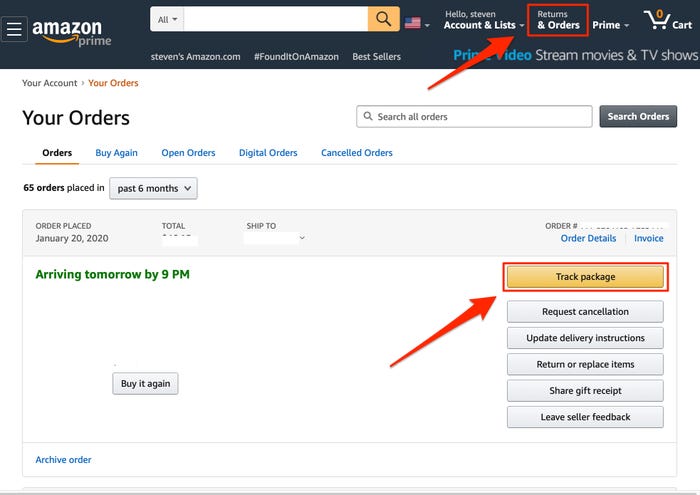 All
Hello, steven
Account & Lists
Returns
& Orders
Prime
0
Cart
amazon
prime
steven's Amazon.com
#FounditOnAmazon
Best Sellers
Prime Video Stream movies & TV shows
Your Account › Your Orders
Your Orders
Search all orders
Search Orders
Orders
Buy Again
Open Orders
Digital Orders
Cancelled Orders
65 orders placed in
past 6 months
ORDER PLACED
TOTAL
SHIP TO
ORDER #
January 20, 2020
Order Details
Invoice
Arriving tomorrow by 9 PM
Track package
Request cancellation
Update delivery instructions
Return or replace items
Buy it again
Share gift receipt
Leave seller feedback
Archive order